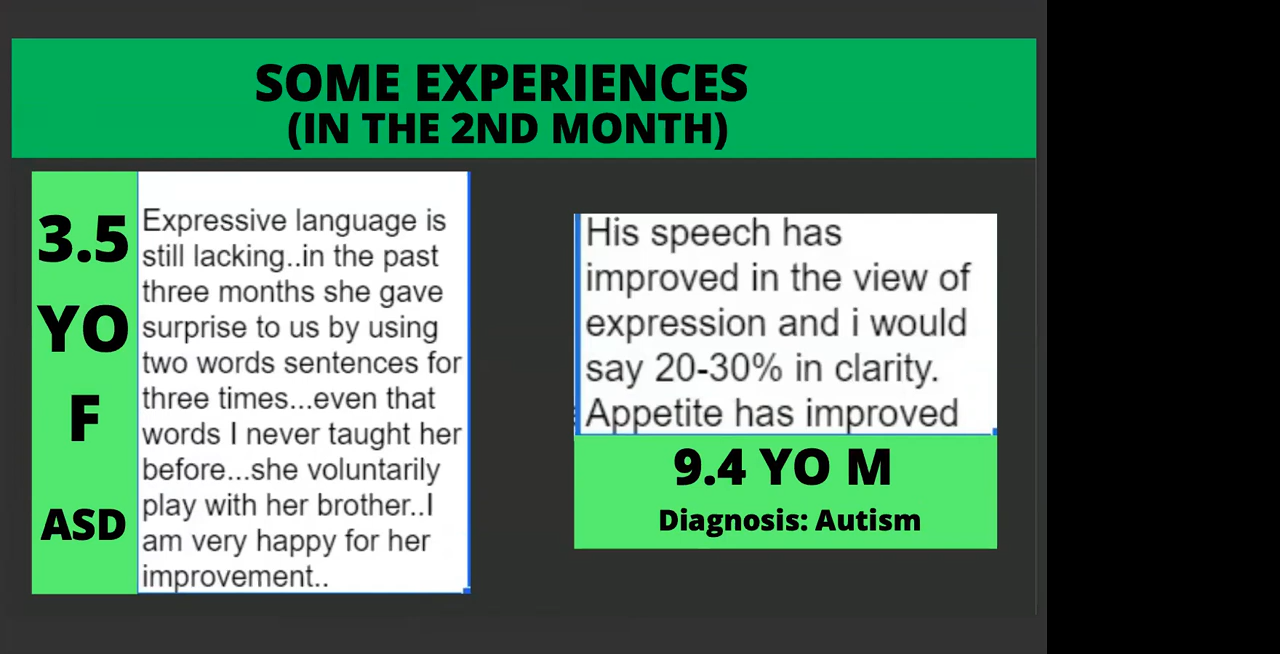 SOME EXPERIENCES
(IN THE 2ND MONTH)
3.5
YO
F
ASD
Expressive language is
still lacking..in the past
three months she gave
surprise to us by using
two words sentences for
three times...even that
words I never taught her
before...she voluntarily
play with her brother..I
am very happy for her
improvement..
His speech has
improved in the view of
expression and i would
say 20-30% in clarity.
Appetite has improved
9.4 YO M
Diagnosis: Autism